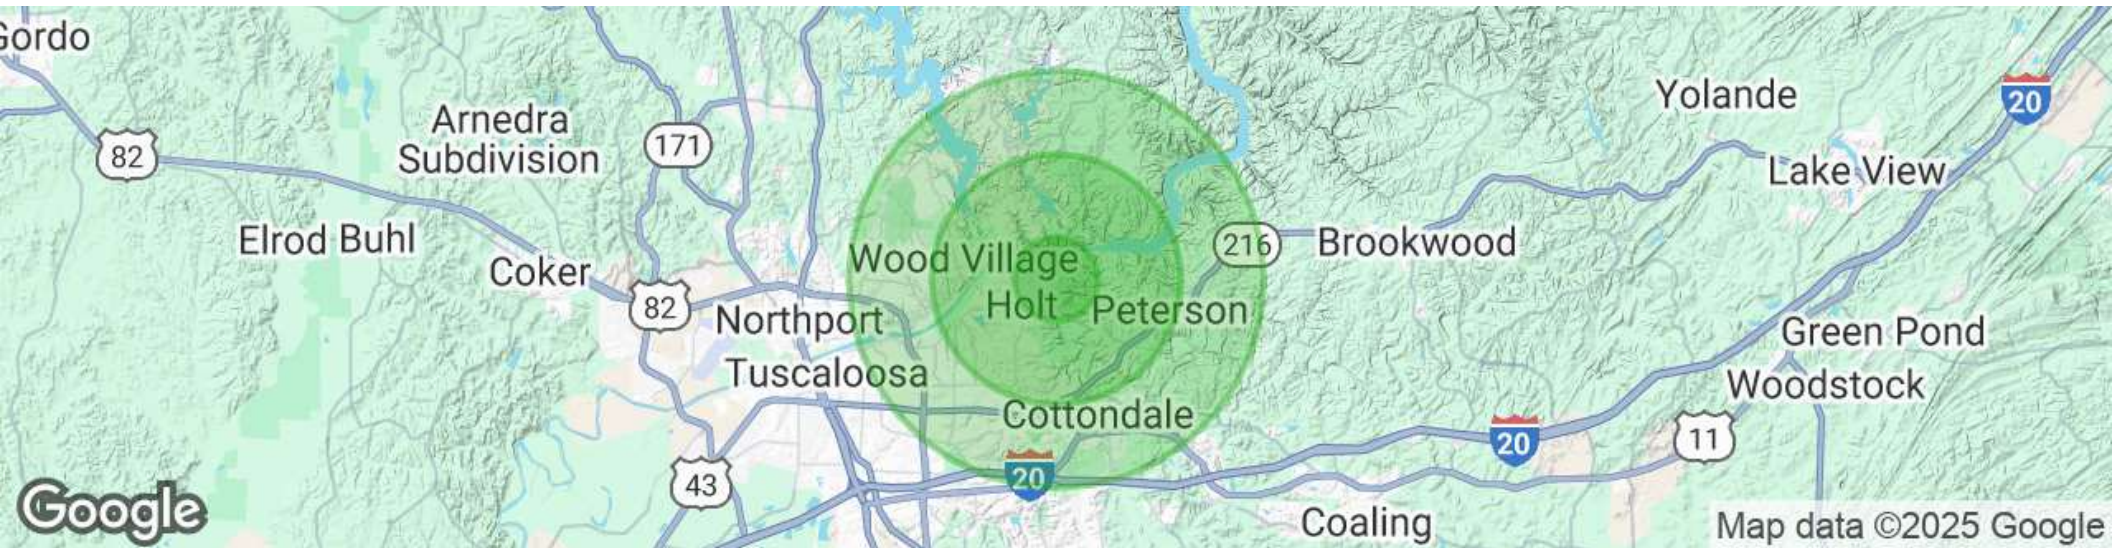 Gordo
Yolande
20
Arnedra
Subdivision
171
82
Lake View
Elrod Buhl
216
Brookwood
Wood Village
Coker
82
Holt
Peterson
Northport
Green Pond
Tuscaloosa
Woodstock
Cottondale
20
11
20
43
Google
Coaling
Map data ©2025 Google